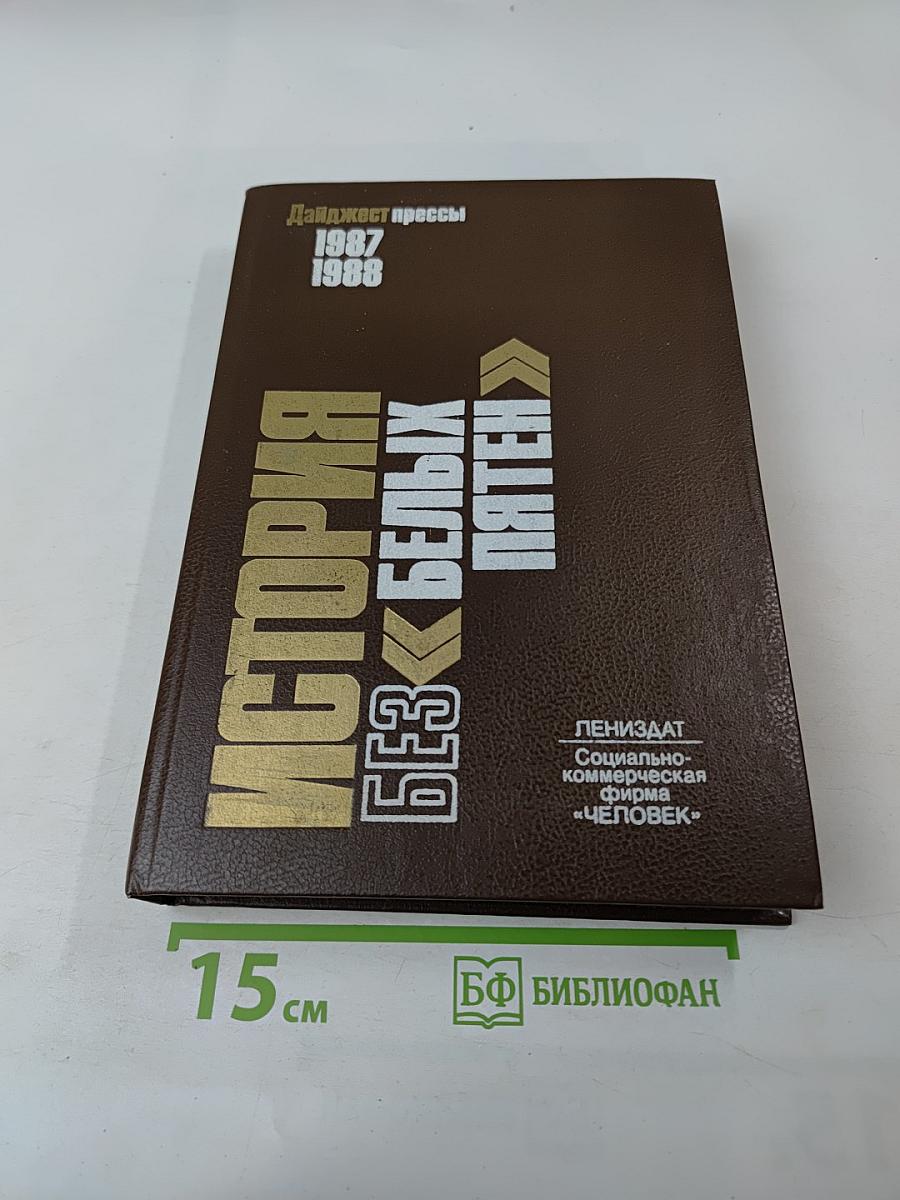 Дайджест прессы
1987
1988
ИСТОРИЯ
БЕЗ «БЕЛЫХ
ПЯТЕН»
ЛЕНИЗДАТ
Социально-
коммерческая
фирма
«ЧЕЛОВЕК»
15 см
БФ БИБЛИОФАН